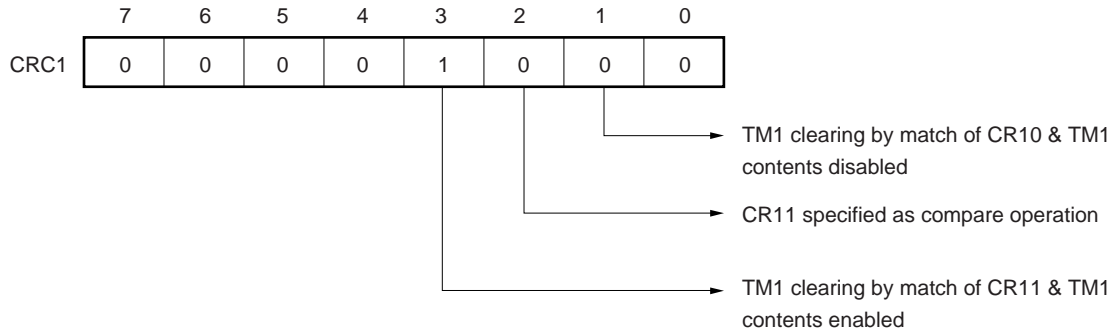 7 6 5 4 3 2 1 0
CRC1 0 0 0 0 1 0 0 0
TM1 clearing by match of CR10 & TM1
contents disabled
CR11 specified as compare operation
TM1 clearing by match of CR11 & TM1
contents enabled